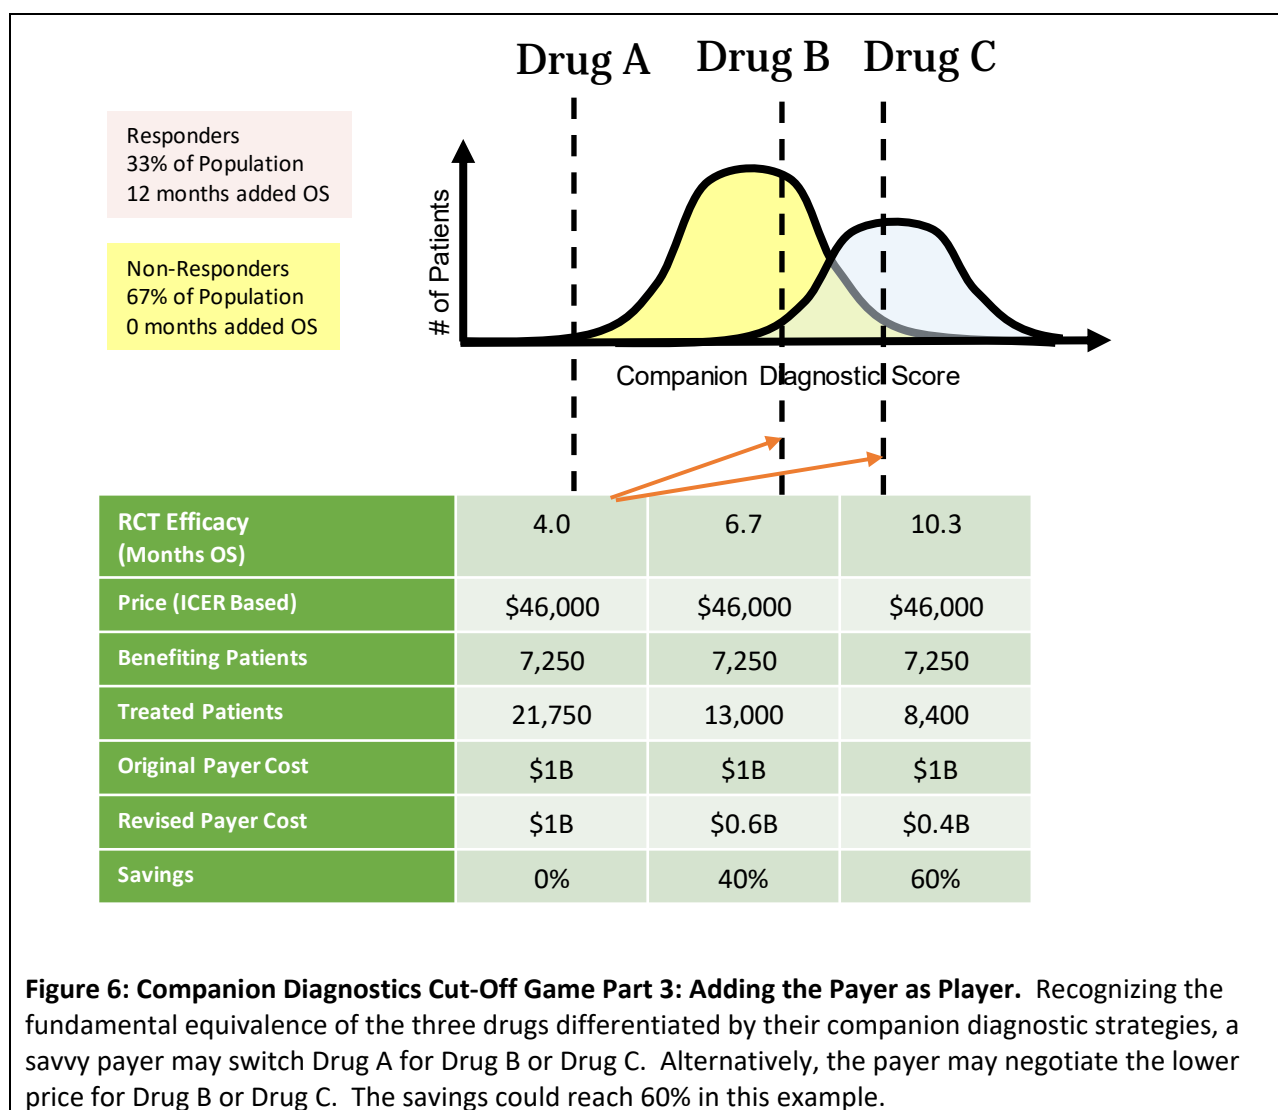 Drug A Drug B Drug C
Responders
33% of Population
12 months added OS
Non-Responders
67% of Population
0 months added OS
# of Patients
Companion Diagnostic Score
RCT Efficacy
(Months OS) 4.0 6.7 10.3
Price (ICER Based) $46,000 $46,000 $46,000
Benefiting Patients 7,250 7,250 7,250
Treated Patients 21,750 13,000 8,400
Original Payer Cost $1B $1B $1B
Revised Payer Cost $1B $0.6B $0.4B
Savings 0% 40% 60%
Figure 6: Companion Diagnostics Cut-Off Game Part 3: Adding the Payer as Player. Recognizing the
fundamental equivalence of the three drugs differentiated by their companion diagnostic strategies, a
savvy payer may switch Drug A for Drug B or Drug C. Alternatively, the payer may negotiate the lower
price for Drug B or Drug C. The savings could reach 60% in this example.